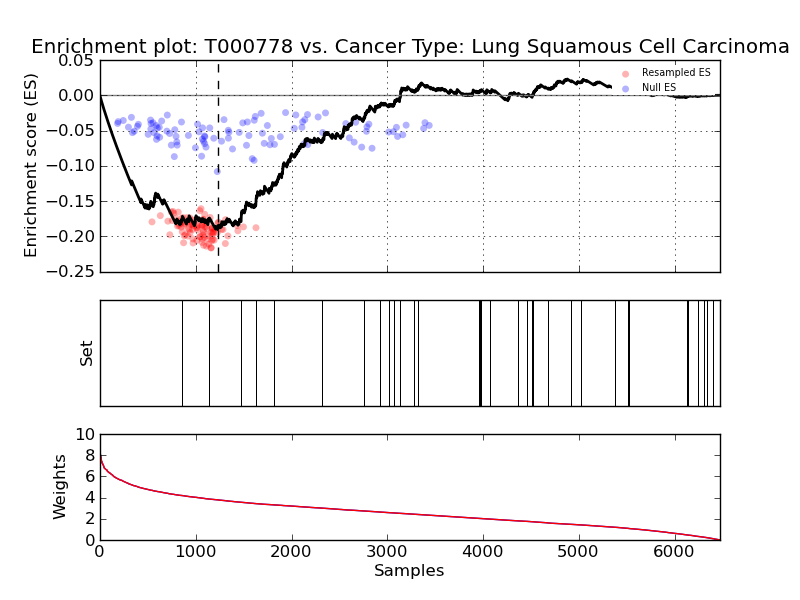 Enrichment plot: T000778 vs. Cancer Type: Lung Squamous Cell Carcinoma
Enrichment score (ES)
0.05
0.00
−0.05
−0.10
−0.15
−0.20
−0.25
Resampled ES
Null ES
Set
Weights
10
8
6
4
2
0
0 1000 2000 3000 4000 5000 6000
Samples